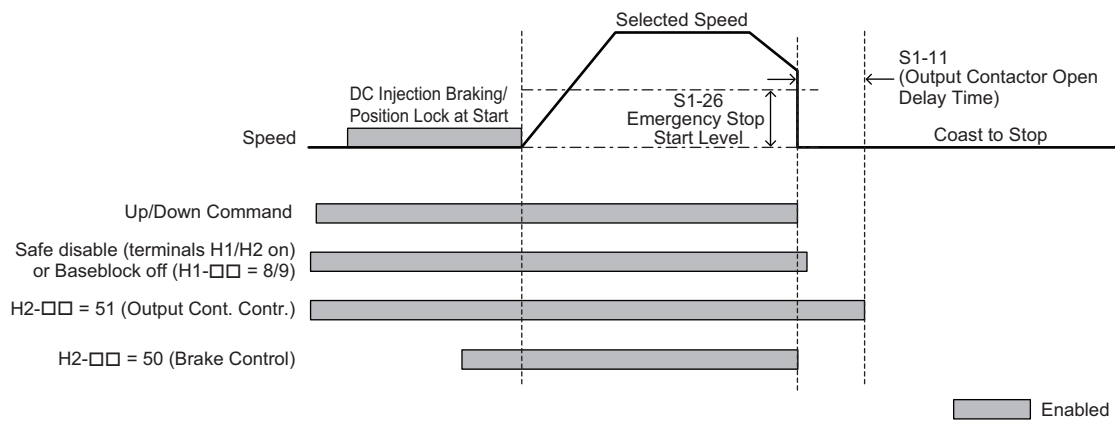 Selected Speed
S1-11
(Output Contactor Open
Delay Time)
DC Injection Braking/
Position Lock at Start
S1-26
Emergency Stop
Start Level
Speed
Coast to Stop
Up/Down Command
Safe disable (terminals H1/H2 on)
or Baseblock off (H1-□□ = 8/9)
H2-□□ = 51 (Output Cont. Contr.)
H2-□□ = 50 (Brake Control)
Enabled